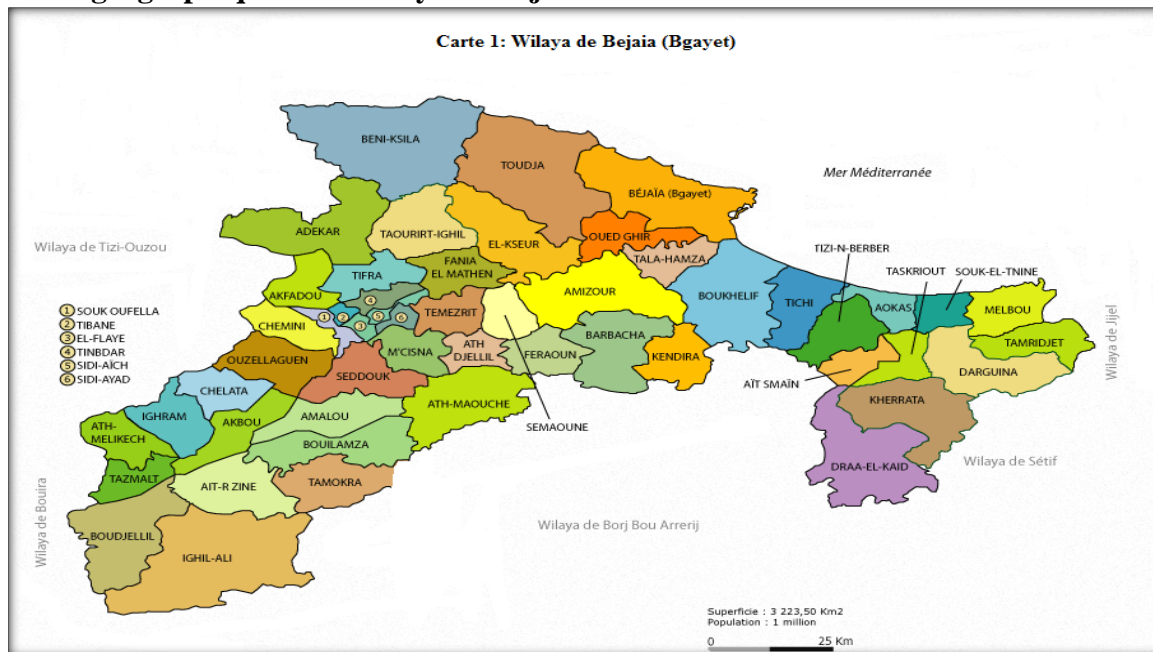 Carte 1: Wilaya de Bejaia (Bgayet)
BENI-KSILA
TOUDJA
Mer Méditerranée
BÉJAÏA (Bgayet)
ADEKAR
TAOURIRT-IGHIL
OUED GHIR
Wilaya de Tizi-Ouzou
EL-KSEUR
TIZI-N-BERBER
TALA-HAMZA
FANIA
EL MATHEN
TASKRIOUT
SOUK-EL-TNINE
TIFRA
AKFADOU
AMIZOUR
BOUKHELIF
TICHI
AOKAS
MELBOU
1 SOUK OUFELLA
2 TIBANE
3 EL-FLAYE
4 TINBDAR
5 SIDI-AÏCH
6 SIDI-AYAD
4
1
2
3
5
6
CHEMINI
TEMEZRIT
BARBACHA
TAMRIDJET
Wilaya de Jijel
OUZELLAGUEN
M'CISNA
ATH
DJELLIL
FERAOUN
KENDIRA
DARGUINA
SEDDOUK
AÏT SMAÏN
CHELATA
KHERRATA
ATH-MAOUCHE
IGHRAM
AKBOU
AMALOU
SEMAOUNE
ATH-
MELIKECH
BOUILAMZA
Wilaya de Sétif
DRAA-EL-KAID
TAZMALT
AIT-R ZINE
TAMOKRA
Wilaya de Bouira
BOUDJELLIL
Wilaya de Borj Bou Arrerij
IGHIL-ALI
Superficie : 3 223,50 Km2
Population : 1 million
0 25 Km